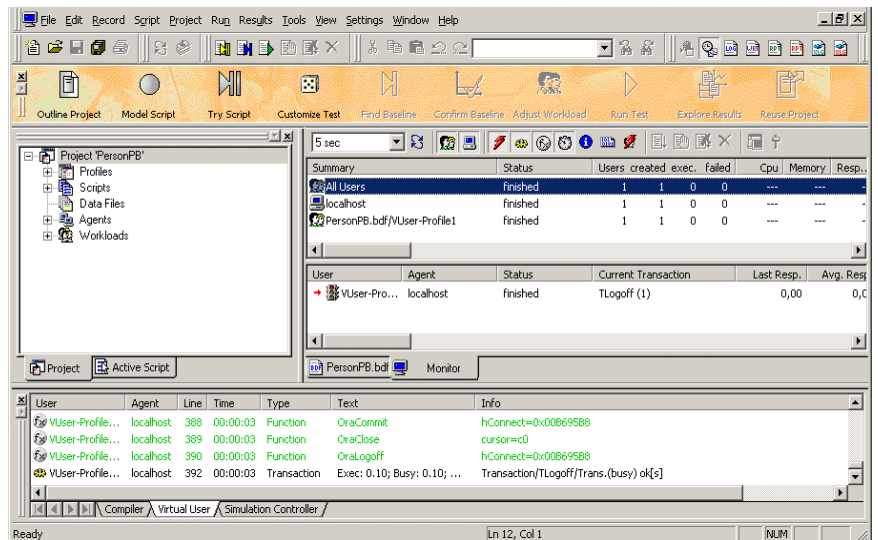 File Edit Record Script Project Run Results Tools View Settings Window Help
LOG VUR RPT RPT
Outline Project Model Script Try Script Customize Test Find Baseline Confirm Baseline Adjust Workload Run Test Explore Results Reuse Project
Project 'PersonPB'
Profiles
Scripts
Data Files
Agents
Workloads
Project Active Script
5 sec
Summary Status Users created exec. failed Cpu Memory Resp..
All Users finished 1 1 0 0 --- --- -
localhost finished 1 1 0 0 --- --- -
PersonPB.bdf/VUser-Profile1 finished 1 1 0 0 --- --- -
User Agent Status Current Transaction Last Resp. Avg. Resp
VUser-Pro... localhost finished TLogoff (1) 0,00 0,0
BDF PersonPB.bdf Monitor
User Agent Line Time Type Text Info
VUser-Profile... localhost 388 00:00:03 Function OraCommit hConnect=0x00B695B8
VUser-Profile... localhost 389 00:00:03 Function OraClose cursor=c0
VUser-Profile... localhost 390 00:00:03 Function OraLogoff hConnect=0x00B695B8
VUser-Profile... localhost 392 00:00:03 Transaction Exec: 0.10; Busy: 0.10; ... Transaction/TLogoff/Trans.(busy) ok[s]
Compiler Virtual User Simulation Controller
Ready Ln 12, Col 1 NUM